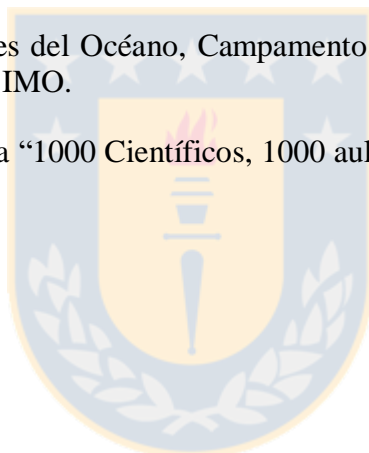 es del Océano, Campamento
IMO.
a “1000 Científicos, 1000 aul